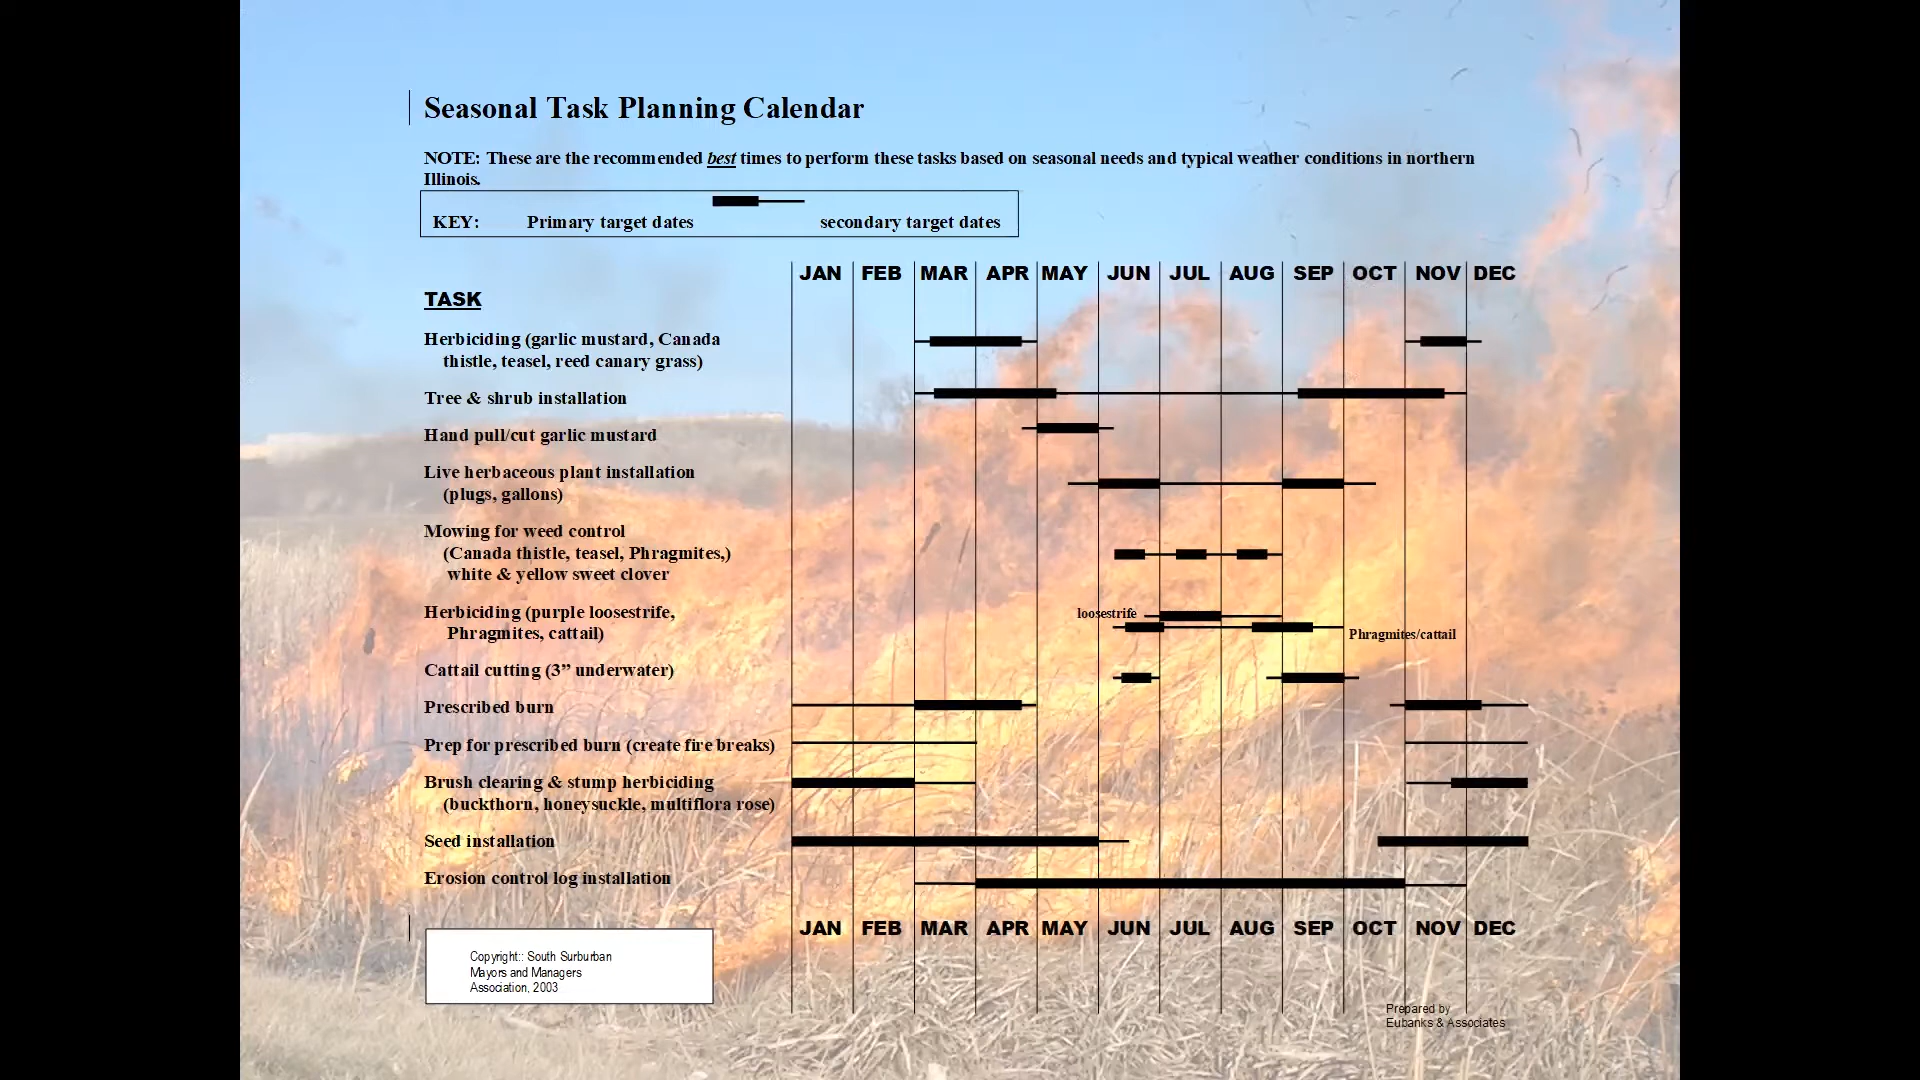 Seasonal Task Planning Calendar
NOTE: These are the recommended best times to perform these tasks based on seasonal needs and typical weather conditions in northern
Illinois.
KEY: Primary target dates secondary target dates
JAN FEB MAR APR MAY JUN JUL AUG SEP OCT NOV DEC
TASK
Herbiciding (garlic mustard, Canada
thistle, teasel, reed canary grass)
Tree & shrub installation
Hand pull/cut garlic mustard
Live herbaceous plant installation
(plugs, gallons)
Mowing for weed control
(Canada thistle, teasel, Phragmites,)
white & yellow sweet clover
Herbiciding (purple loosestrife,
Phragmites, cattail)
loosestrife
Phragmites/cattail
Cattail cutting (3” underwater)
Prescribed burn
Prep for prescribed burn (create fire breaks)
Brush clearing & stump herbiciding
(buckthorn, honeysuckle, multiflora rose)
Seed installation
Erosion control log installation
JAN FEB MAR APR MAY JUN JUL AUG SEP OCT NOV DEC
Copyright:: South Surburban
Mayors and Managers
Association, 2003
Prepared by
Eubanks & Associates